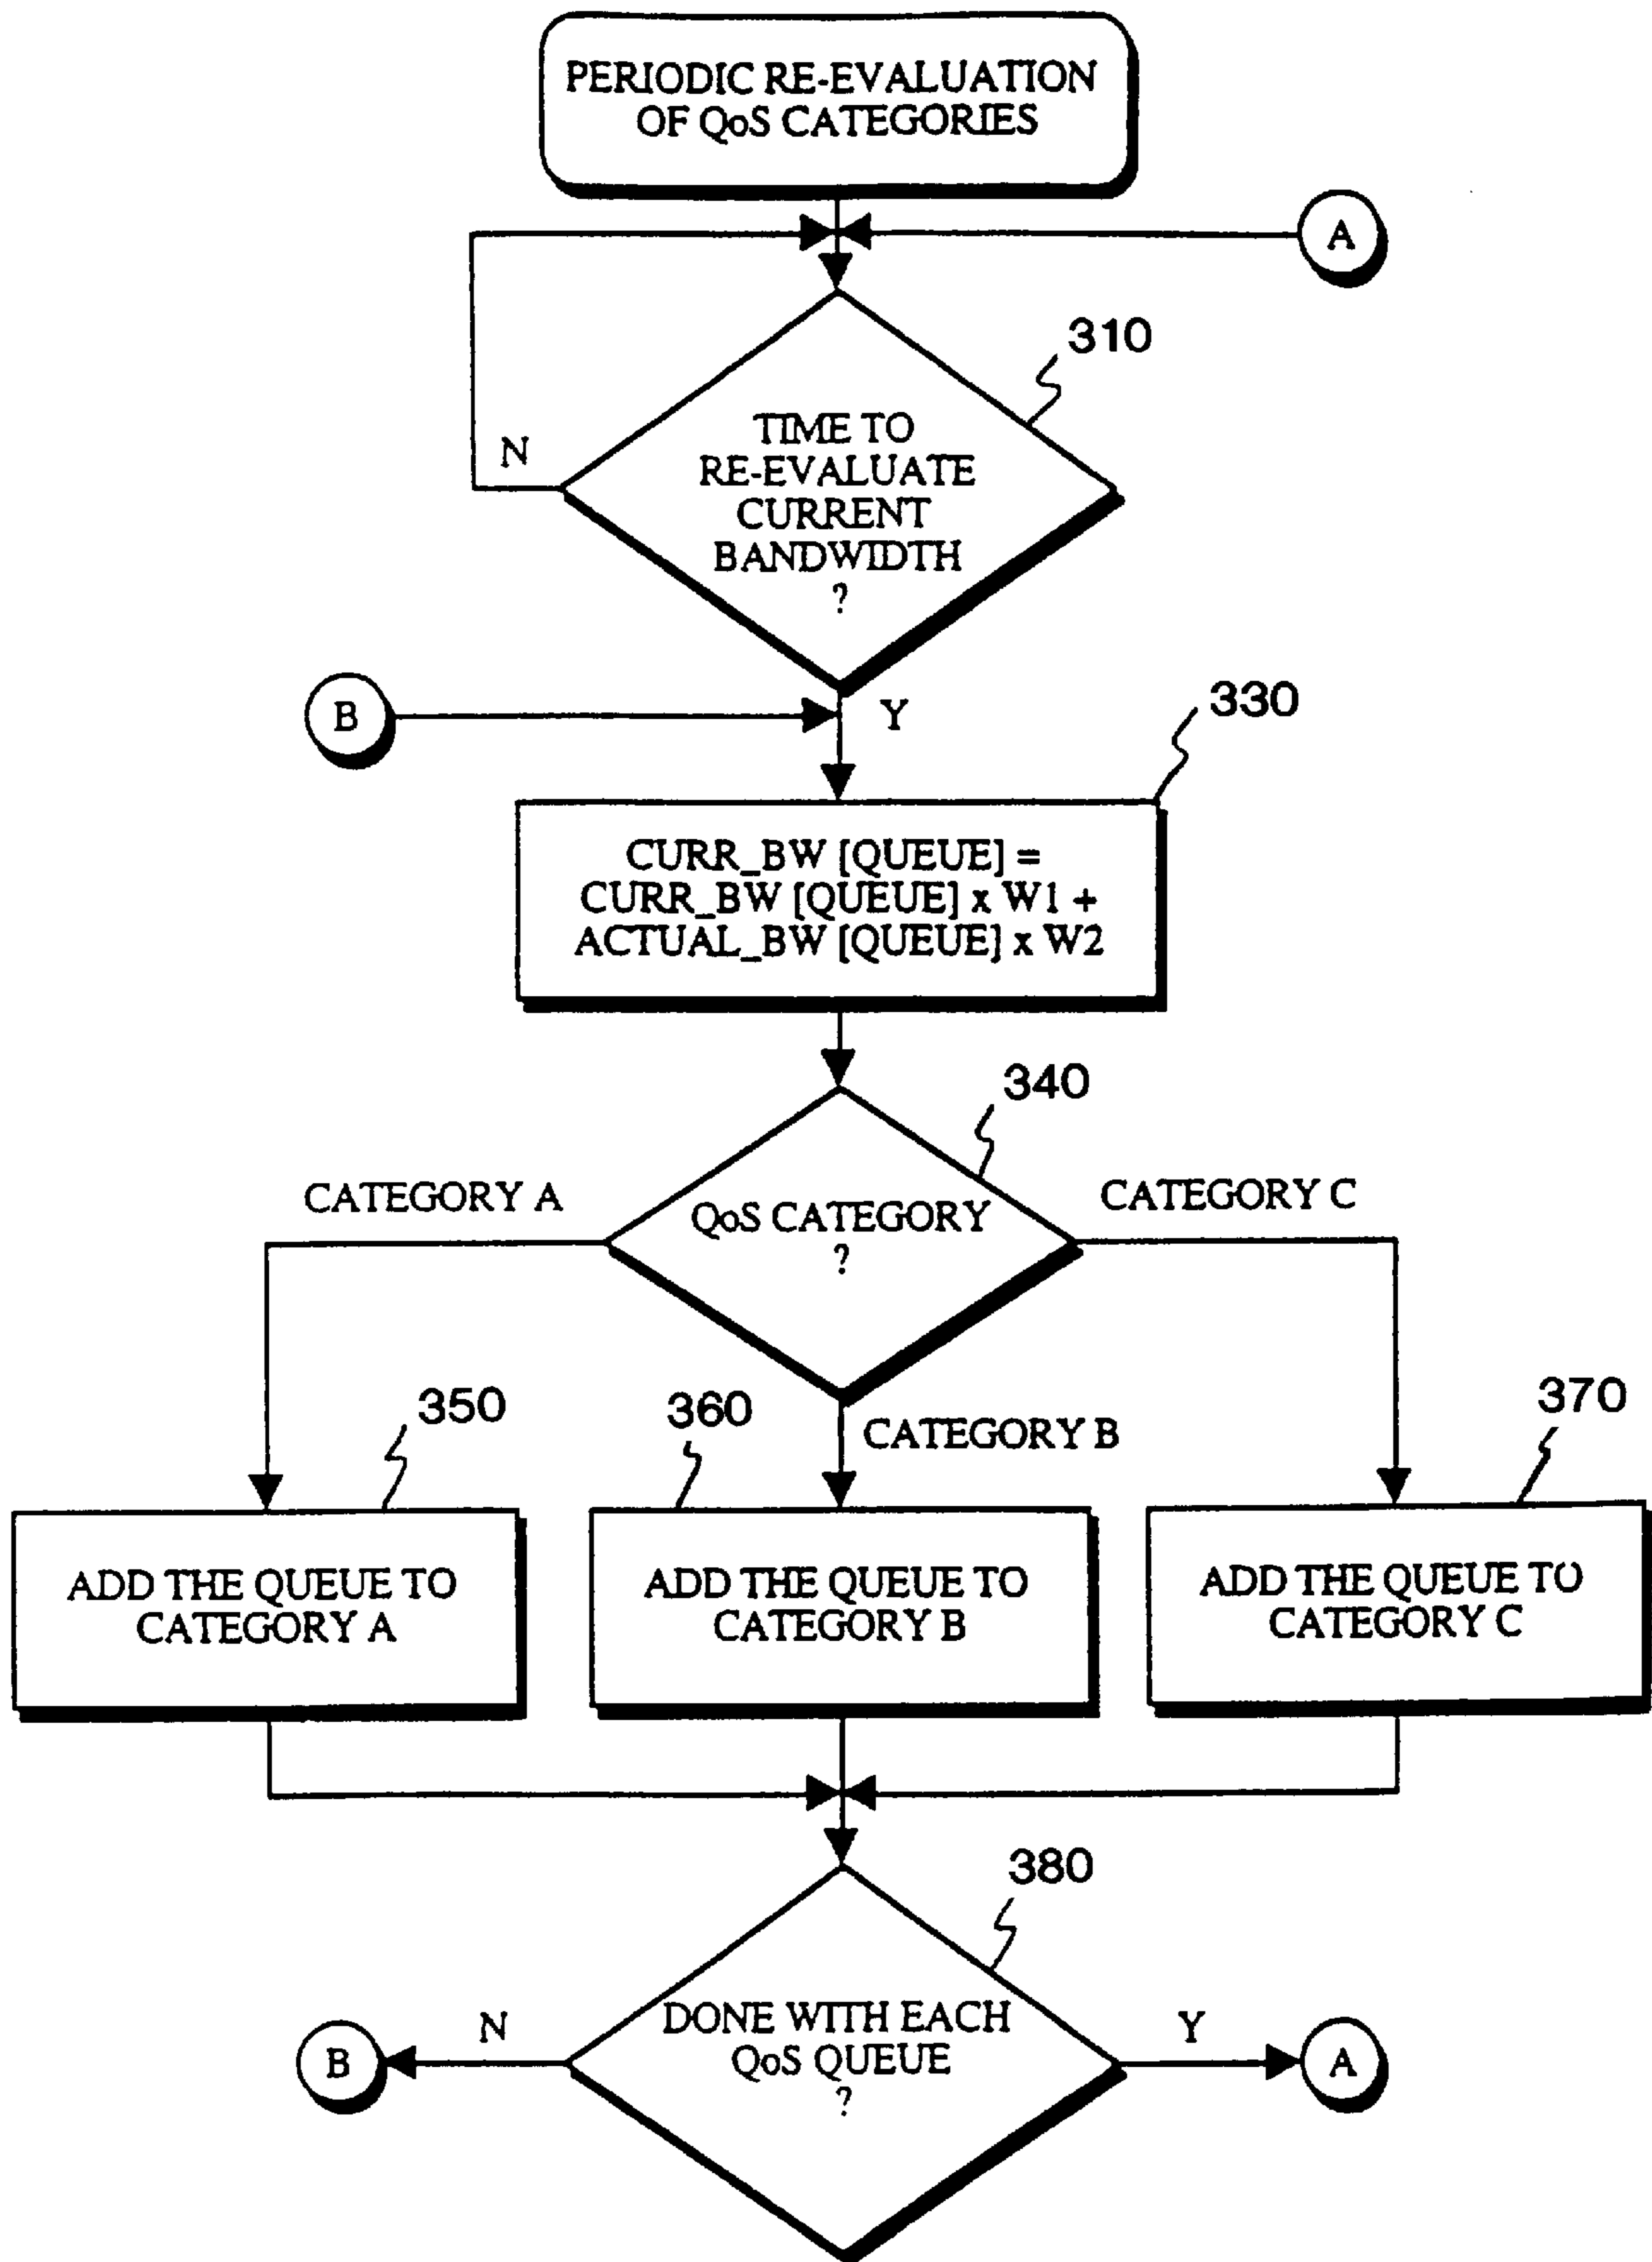 PERIODIC RE-EVALUATION
OF QoS CATEGORIES
A
310
TIME TO
RE-EVALUATE
CURRENT
BANDWIDTH
?
N
B
Y
330
CURR_BW [QUEUE] =
CURR_BW [QUEUE] x W1 +
ACTUAL_BW [QUEUE] x W2
340
CATEGORY A
QoS CATEGORY
?
CATEGORY C
350
360
CATEGORY B
370
ADD THE QUEUE TO
CATEGORY A
ADD THE QUEUE TO
CATEGORY B
ADD THE QUEUE TO
CATEGORY C
380
B
N
DONE WITH EACH
QoS QUEUE
?
Y
A